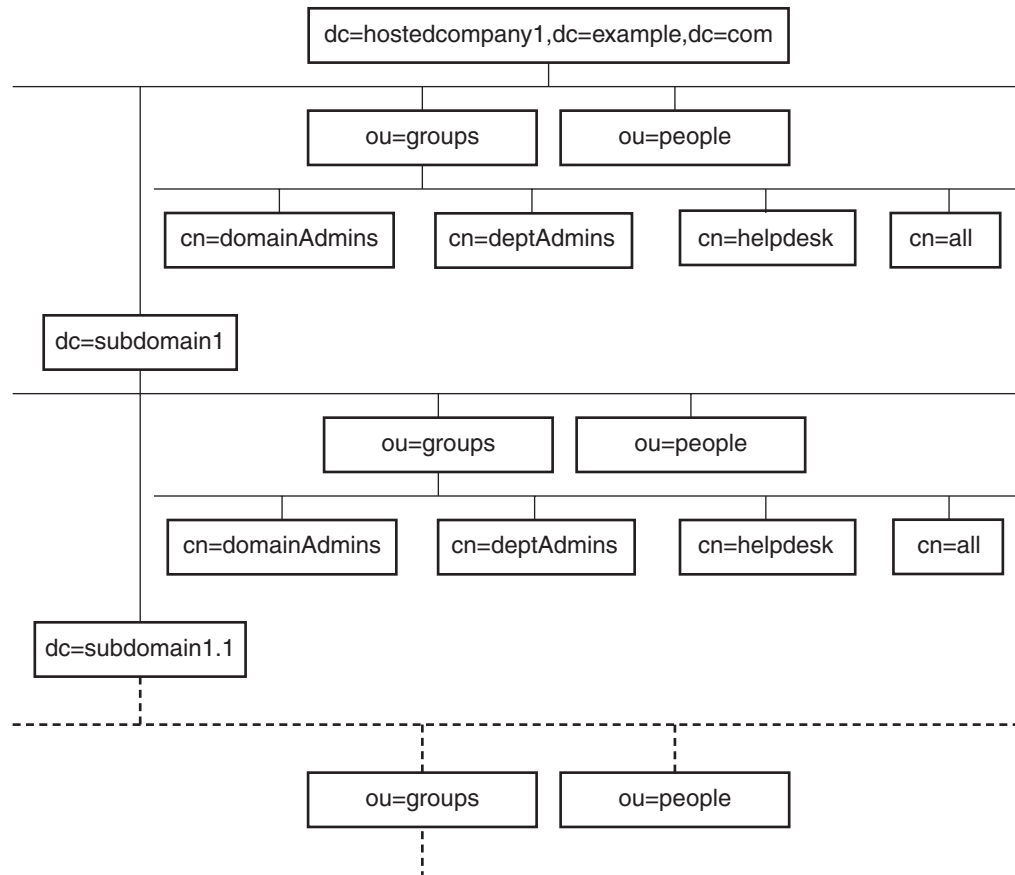 dc=hostedcompany1,dc=example,dc=com
ou=groups
ou=people
cn=domainAdmins
cn=deptAdmins
cn=helpdesk
cn=all
dc=subdomain1
ou=groups
ou=people
cn=domainAdmins
cn=deptAdmins
cn=helpdesk
cn=all
dc=subdomain1.1
ou=groups
ou=people